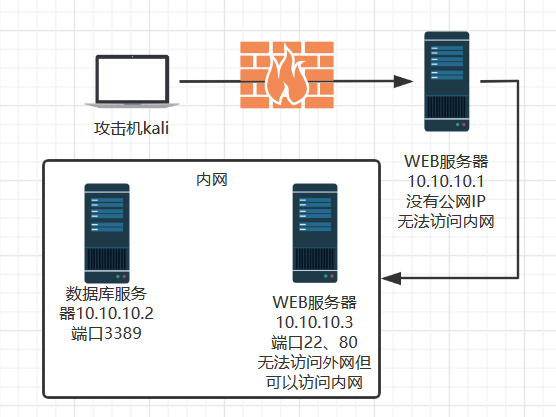 攻击机kali
WEB服务器
10.10.10.1
没有公网IP
无法访问内网
内网
数据库服务
器10.10.10.2
端口3389
WEB服务器
10.10.10.3
端口22、80
无法访问外网但
可以访问内网